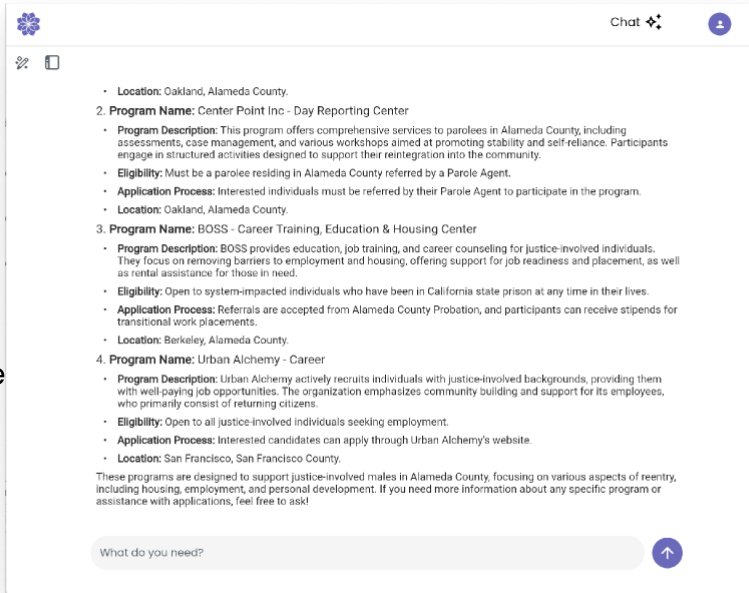 Chat
• Location: Oakland, Alameda County.
2. Program Name: Center Point Inc - Day Reporting Center
• Program Description: This program offers comprehensive services to parolees in Alameda County, including
assessments, case management, and various workshops aimed at promoting stability and self-reliance. Participants
engage in structured activities designed to support their reintegration into the community.
• Eligibility: Must be a parolee residing in Alameda County referred by a Parole Agent.
• Application Process: Interested individuals must be referred by their Parole Agent to participate in the program.
• Location: Oakland, Alameda County.
3. Program Name: BOSS - Career Training, Education & Housing Center
• Program Description: BOSS provides education, job training, and career counseling for justice-involved individuals.
They focus on removing barriers to employment and housing, offering support for job readiness and placement, as well
as rental assistance for those in need.
• Eligibility: Open to system-impacted individuals who have been in California state prison at any time in their lives.
• Application Process: Referrals are accepted from Alameda County Probation, and participants can receive stipends for
transitional work placements.
• Location: Berkeley, Alameda County.
4. Program Name: Urban Alchemy - Career
• Program Description: Urban Alchemy actively recruits individuals with justice-involved backgrounds, providing them
with well-paying job opportunities. The organization emphasizes community building and support for its employees,
who primarily consist of returning citizens.
• Eligibility: Open to all justice-involved individuals seeking employment.
• Application Process: Interested candidates can apply through Urban Alchemy's website.
• Location: San Francisco, San Francisco County.
These programs are designed to support justice-involved males in Alameda County, focusing on various aspects of reentry,
including housing, employment, and personal development. If you need more information about any specific program or
assistance with applications, feel free to ask!
What do you need?